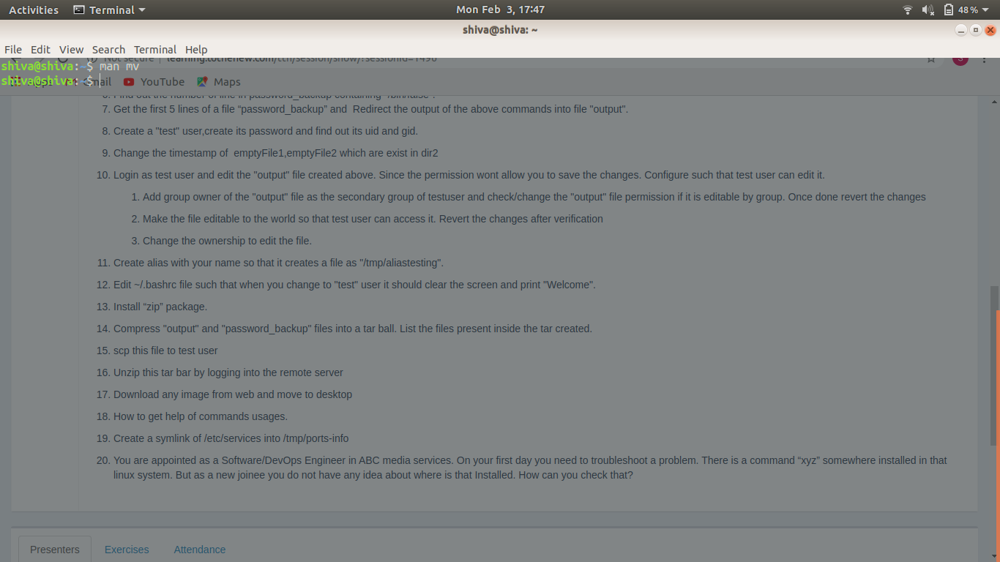 Activities Terminal Mon Feb 3, 17:47 48%
shiva@shiva: ~
File Edit View Search Terminal Help
Not secure learning.tothenew.com/ttn/session/show/?sessionId=1496
shiva@shiva:~$ man mv
shiva@shiva:~$
Gmail YouTube Maps
6. Find out the number of line in password_backup containing "/bin/false".
7. Get the first 5 lines of a file “password_backup” and Redirect the output of the above commands into file "output".
8. Create a "test" user,create its password and find out its uid and gid.
9. Change the timestamp of emptyFile1,emptyFile2 which are exist in dir2
10. Login as test user and edit the "output" file created above. Since the permission wont allow you to save the changes. Configure such that test user can edit it.
1. Add group owner of the "output" file as the secondary group of testuser and check/change the "output" file permission if it is editable by group. Once done revert the changes
2. Make the file editable to the world so that test user can access it. Revert the changes after verification
3. Change the ownership to edit the file.
11. Create alias with your name so that it creates a file as "/tmp/aliastesting".
12. Edit ~/.bashrc file such that when you change to "test" user it should clear the screen and print "Welcome".
13. Install “zip” package.
14. Compress "output" and "password_backup" files into a tar ball. List the files present inside the tar created.
15. scp this file to test user
16. Unzip this tar bar by logging into the remote server
17. Download any image from web and move to desktop
18. How to get help of commands usages.
19. Create a symlink of /etc/services into /tmp/ports-info
20. You are appointed as a Software/DevOps Engineer in ABC media services. On your first day you need to troubleshoot a problem. There is a command “xyz” somewhere installed in that
linux system. But as a new joinee you do not have any idea about where is that Installed. How can you check that?
Presenters Exercises Attendance